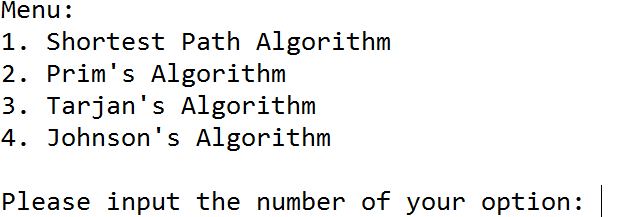 Menu:
1. Shortest Path Algorithm
2. Prim's Algorithm
3. Tarjan's Algorithm
4. Johnson's Algorithm
Please input the number of your option: